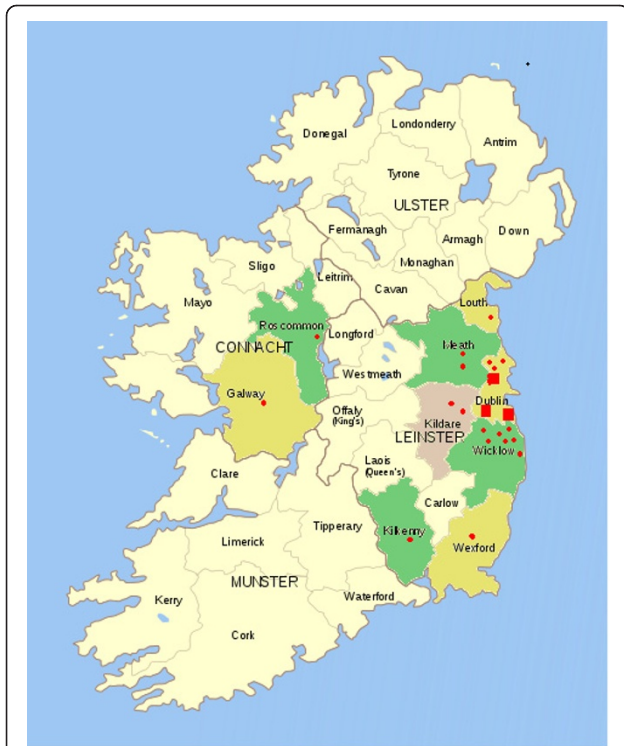 Donegal
Londonderry
Antrim
Tyrone
ULSTER
Fermanagh
Armagh
Down
Monaghan
Sligo
Leitrim
Cavan
Mayo
Louth
Roscommon
Longford
Meath
CONNACHT
Westmeath
Galway
Dublin
Offaly
(King's)
Kildare
LEINSTER
Wicklow
Laois
(Queen's)
Clare
Carlow
Tipperary
Kilkenny
Limerick
Wexford
MUNSTER
Waterford
Kerry
Cork